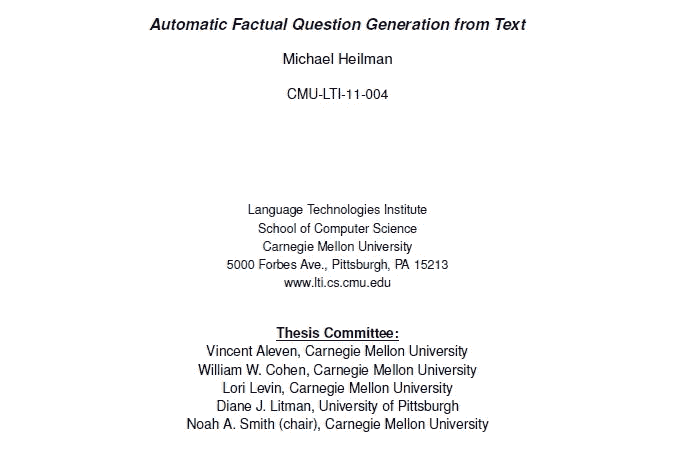 Automatic Factual Question Generation from Text
Michael Heilman
CMU-LTI-11-004
Language Technologies Institute
School of Computer Science
Carnegie Mellon University
5000 Forbes Ave., Pittsburgh, PA 15213
www.lti.cs.cmu.edu
Thesis Committee:
Vincent Aleven, Carnegie Mellon University
William W. Cohen, Carnegie Mellon University
Lori Levin, Carnegie Mellon University
Diane J. Litman, University of Pittsburgh
Noah A. Smith (chair), Carnegie Mellon University